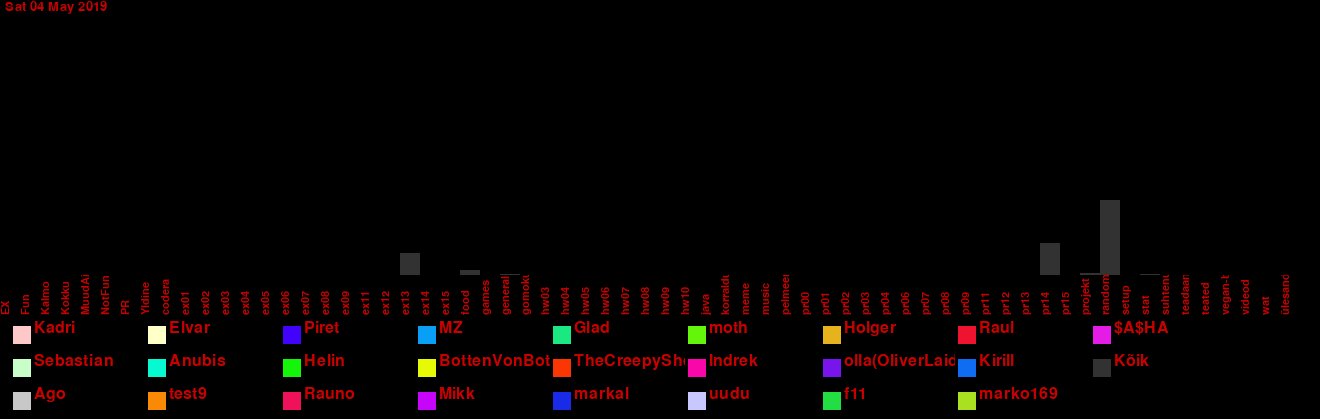 Sat 04 May 2019
EX Fun Kalmo Kokku MuudAi NotFun PR Yldine codera ex01 ex02 ex03 ex04 ex05 ex06 ex07 ex08 ex09 ex11 ex12 ex13 ex14 ex15 food games general gomoku hw03 hw04 hw05 hw06 hw07 hw08 hw09 hw10 java korraldu meme music pelmeen pr00 pr01 pr02 pr03 pr04 pr06 pr07 pr08 pr09 pr11 pr12 pr13 pr14 pr15 projekt random setup stat suhtenu teadaan teated vegan-t videod wat ülesand
Kadri Elvar Piret MZ Glad moth Holger Raul $A$HA
Sebastian Anubis Helin BottenVonBot TheCreepySho Indrek olla(OliverLaid Kirill Kõik
Ago test9 Rauno Mikk markal uudu f11 marko169